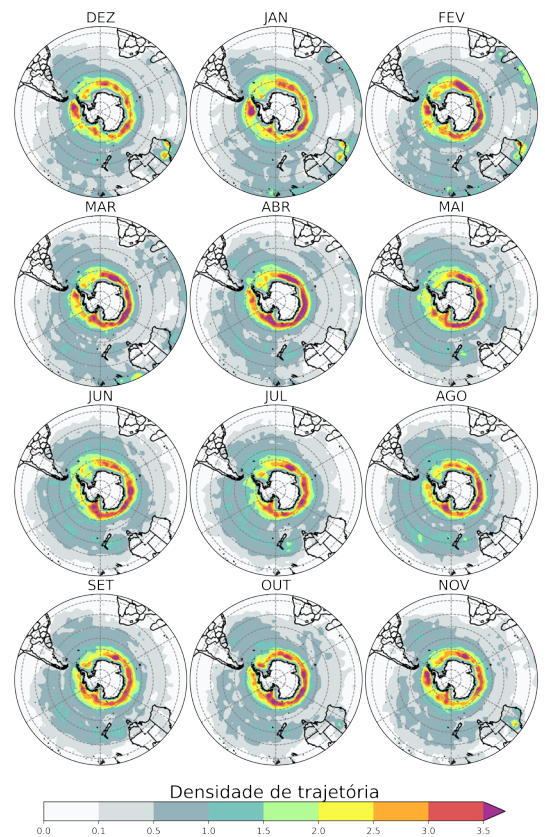 DEZ JAN FEV
MAR ABR MAI
JUN JUL AGO
SET OUT NOV
Densidade de trajetória
0.0 0.1 0.5 1.0 1.5 2.0 2.5 3.0 3.5